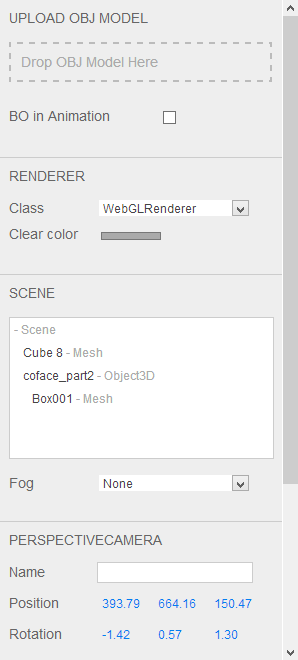 UPLOAD OBJ MODEL
Drop OBJ Model Here
BO in Animation
RENDERER
Class WebGLRenderer
Clear color
SCENE
- Scene
Cube 8 - Mesh
coface_part2 - Object3D
Box001 - Mesh
Fog None
PERSPECTIVECAMERA
Name
Position 393.79 664.16 150.47
Rotation -1.42 0.57 1.30